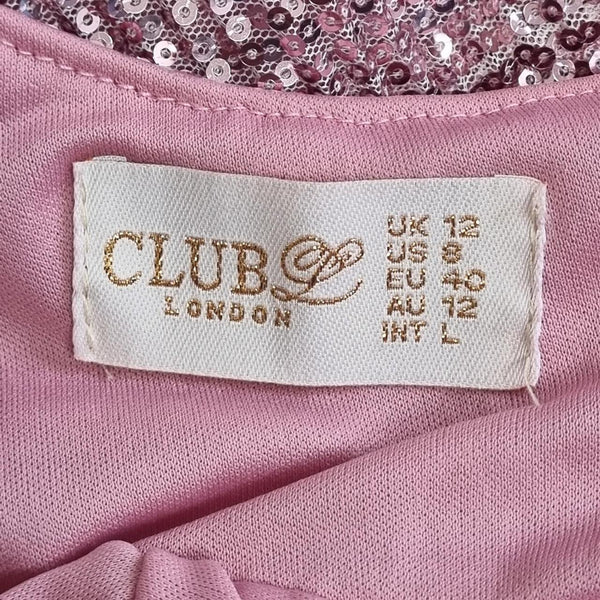 CLUB L
LONDON
UK 12
US 8
EU 40
AU 12
INT L